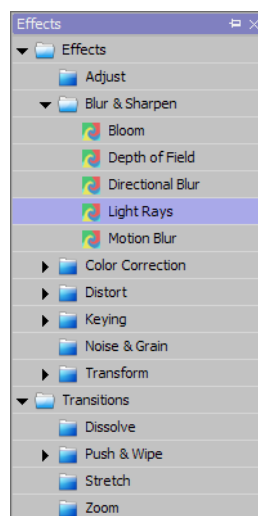 Effects
Effects
Adjust
Blur & Sharpen
Bloom
Depth of Field
Directional Blur
Light Rays
Motion Blur
Color Correction
Distort
Keying
Noise & Grain
Transform
Transitions
Dissolve
Push & Wipe
Stretch
Zoom